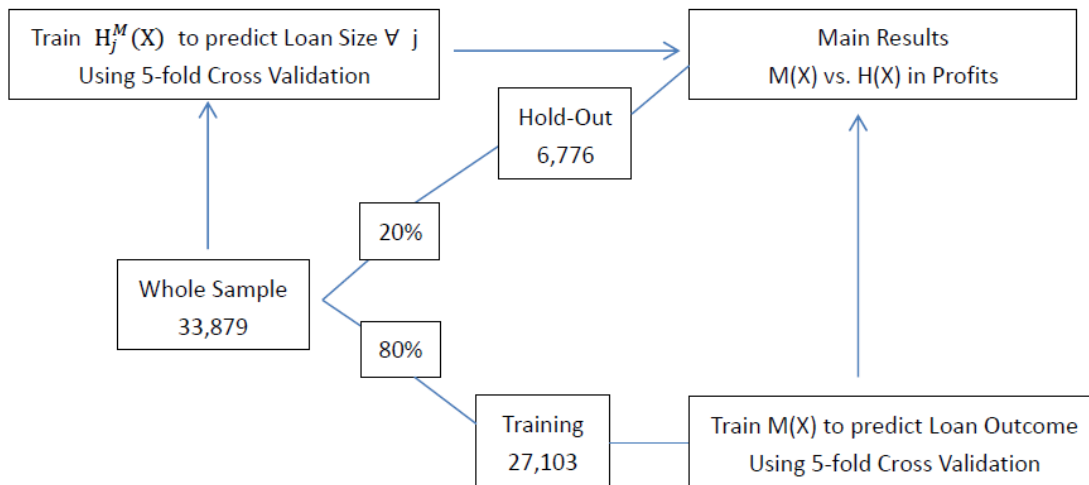 Train H_j^M(X) to predict Loan Size ∀ j
Using 5-fold Cross Validation
Main Results
M(X) vs. H(X) in Profits
Hold-Out
6,776
20%
Whole Sample
33,879
80%
Training
27,103
Train M(X) to predict Loan Outcome
Using 5-fold Cross Validation